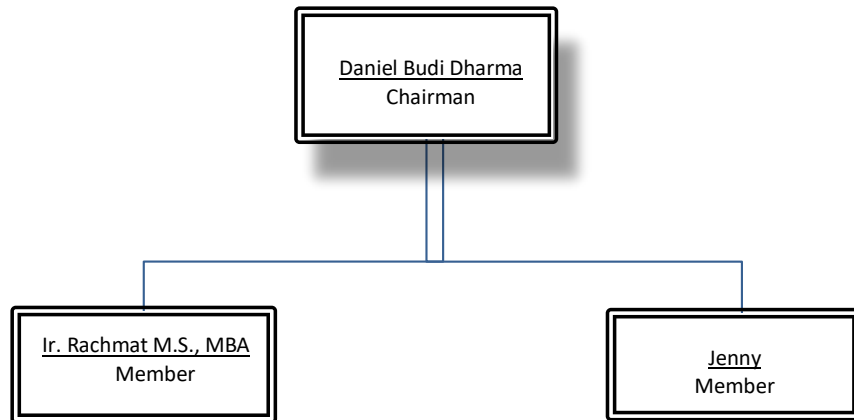 Daniel Budi Dharma
Chairman
Ir. Rachmat M.S., MBA
Member
Jenny
Member